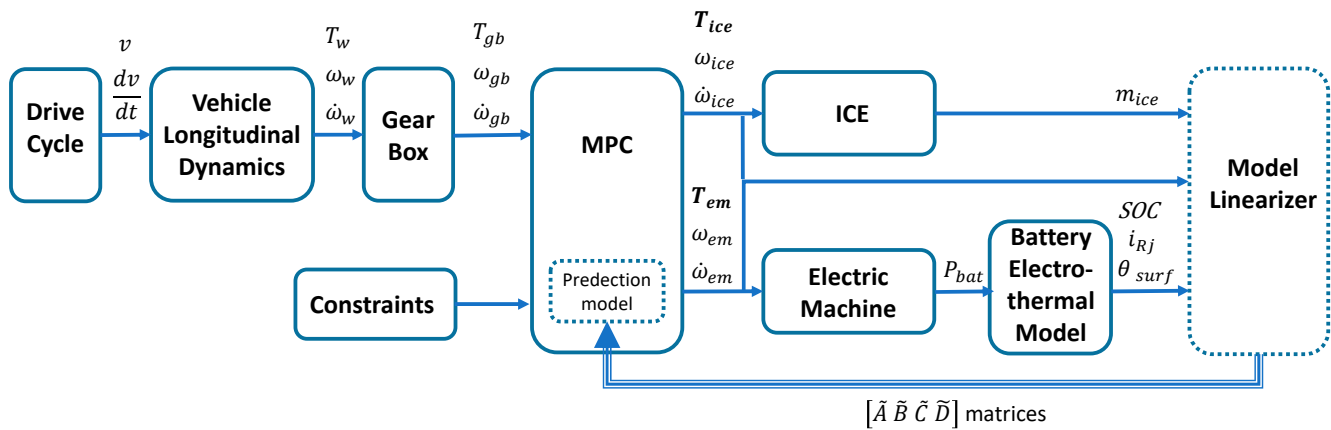 Drive
Cycle
v
dv
dt
Vehicle
Longitudinal
Dynamics
T_w
ω_w
ω̇_w
Gear
Box
T_gb
ω_gb
ω̇_gb
MPC
Predection
model
Constraints
T_ice
ω_ice
ω̇_ice
ICE
m_ice
T_em
ω_em
ω̇_em
Electric
Machine
P_bat
Battery
Electro-
thermal
Model
SOC
i_Rj
θ_surf
Model
Linearizer
[Ã B̃ C̃ D̃] matrices